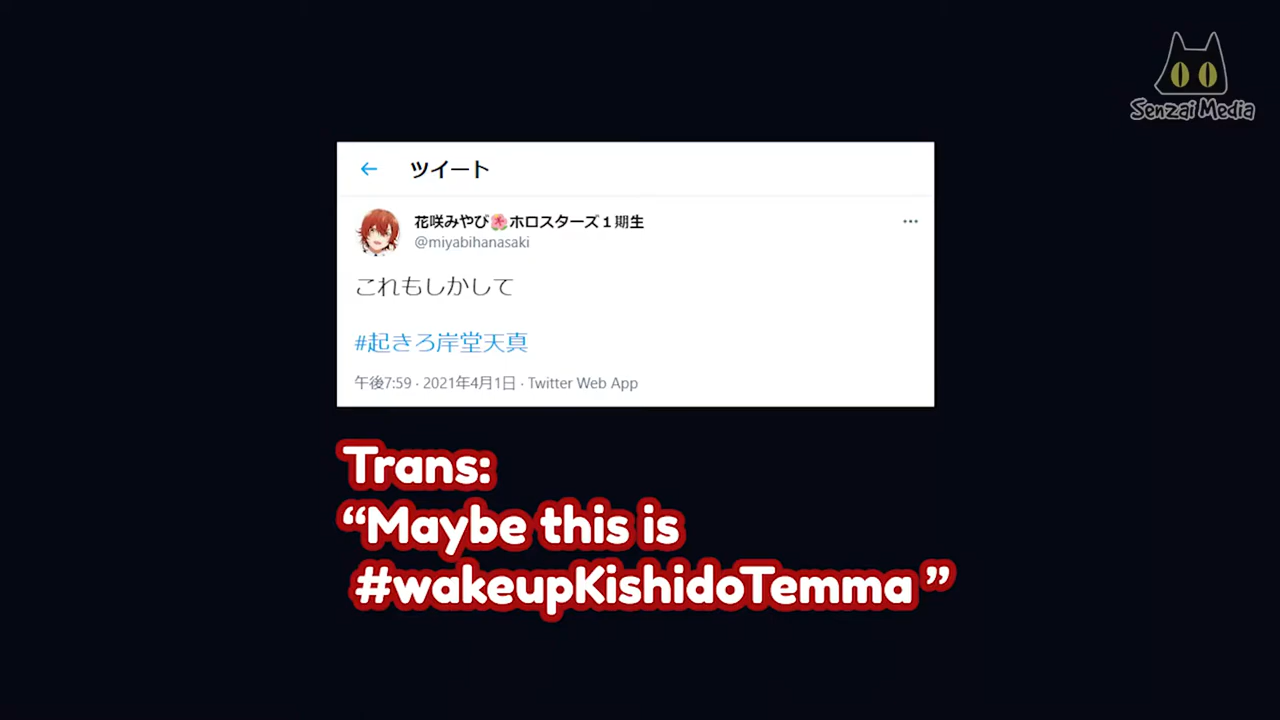 Senzai Media
← ツイート
花咲みやび🌺ホロスターズ１期生
@miyabihanasaki
これもしかして
#起きろ岸堂天真
午後7:59 · 2021年4月1日 · Twitter Web App
Trans:
“Maybe this is
#wakeupKishidoTemma ”